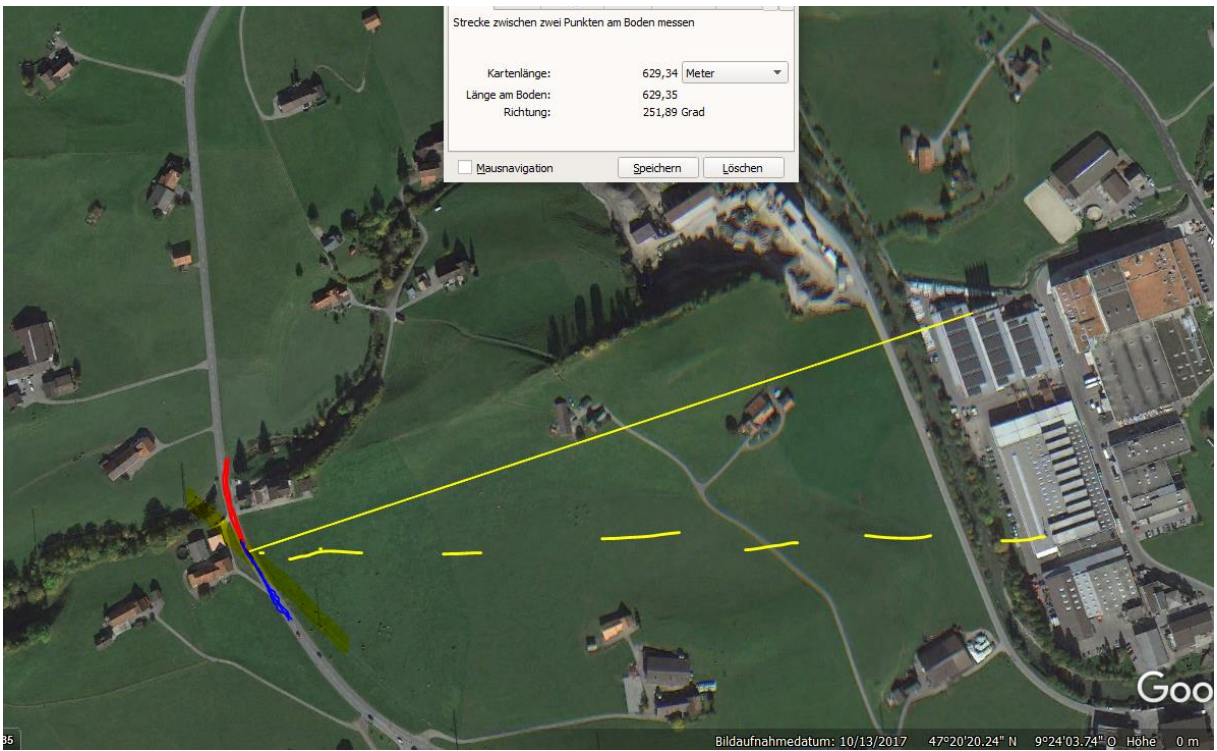 Strecke zwischen zwei Punkten am Boden messen
Kartenlänge: 629,34 Meter
Länge am Boden: 629,35
Richtung: 251,89 Grad
Mausnavigation Speichern Löschen
Goo
35 Bildaufnahmedatum: 10/13/2017 47°20'20.24" N 9°24'03.74" O Höhe 0 m